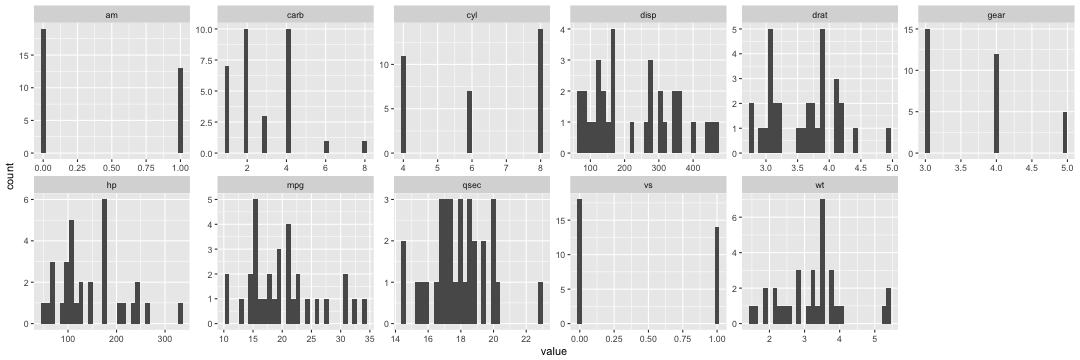 am carb cyl disp drat gear
15 10 5 0
10.0 7.5 5.0 2.5 0.0
10 5 0
4 3 2 1 0
5 4 3 2 1 0
15 10 5 0
0.00 0.25 0.50 0.75 1.00
2 4 6 8
4 5 6 7 8
100 200 300 400
3.0 3.5 4.0 4.5 5.0
3.0 3.5 4.0 4.5 5.0
count
hp mpg qsec vs wt
6 4 2 0
5 4 3 2 1 0
3 2 1 0
15 10 5 0
6 4 2 0
100 200 300
10 15 20 25 30 35
14 16 18 20 22
0.00 0.25 0.50 0.75 1.00
2 3 4 5
value